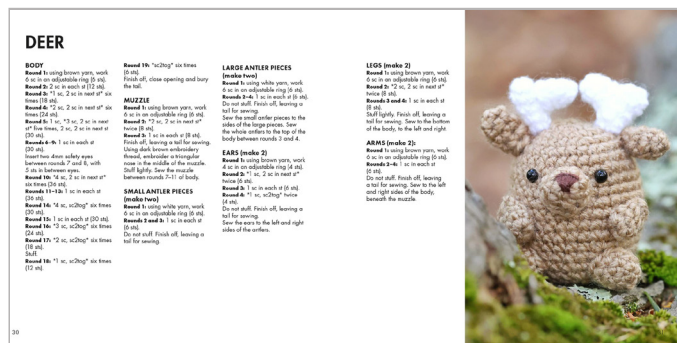 DEER
BODY
Round 1: using brown yarn, work
6 sc in an adjustable ring (6 sts).
Round 2: 2 sc in each st (12 sts).
Round 3: *1 sc, 2 sc in next st* six
times (18 sts).
Round 4: *2 sc, 2 sc in next st* six
times (24 sts).
Round 5: 1 sc, *3 sc, 2 sc in next
st* five times, 2 sc, 2 sc in next st
(30 sts).
Rounds 6–9: 1 sc in each st
(30 sts).
Insert two 4mm safety eyes
between rounds 7 and 8, with
5 sts in between eyes.
Round 10: *4 sc, 2 sc in next st*
six times (36 sts).
Rounds 11–13: 1 sc in each st
(36 sts).
Round 14: *4 sc, sc2tog* six times
(30 sts).
Round 15: 1 sc in each st (30 sts).
Round 16: *3 sc, sc2tog* six times
(24 sts).
Round 17: *2 sc, sc2tog* six times
(18 sts).
Stuff.
Round 18: *1 sc, sc2tog* six times
(12 sts).
Round 19: *sc2tog* six times
(6 sts).
Finish off, close opening and bury
the tail.
MUZZLE
Round 1: using brown yarn, work
6 sc in an adjustable ring (6 sts).
Round 2: *2 sc, 2 sc in next st*
twice (8 sts).
Round 3: 1 sc in each st (8 sts).
Finish off, leaving a tail for sewing.
Using dark brown embroidery
thread, embroider a triangular
nose in the middle of the muzzle.
Stuff lightly. Sew the muzzle
between rounds 7–11 of body.
SMALL ANTLER PIECES
(make two)
Round 1: using white yarn, work
6 sc in an adjustable ring (6 sts).
Rounds 2 and 3: 1 sc in each st
(6 sts).
Do not stuff. Finish off, leaving a
tail for sewing.
LARGE ANTLER PIECES
(make two)
Round 1: using white yarn, work
6 sc in an adjustable ring (6 sts).
Rounds 2–4: 1 sc in each st (6 sts).
Do not stuff. Finish off, leaving a
tail for sewing.
Sew the small antler pieces to the
sides of the large pieces. Sew
the whole antlers to the top of the
body between rounds 3 and 4.
EARS (make 2)
Round 1: using brown yarn, work
4 sc in an adjustable ring (4 sts).
Round 2: *1 sc, 2 sc in next st*
twice (6 sts).
Round 3: 1 sc in each st (6 sts).
Round 4: *1 sc, sc2tog* twice
(4 sts).
Do not stuff. Finish off, leaving a
tail for sewing.
Sew the ears to the left and right
sides of the antlers.
LEGS (make 2)
Round 1: using brown yarn, work
6 sc in an adjustable ring (6 sts).
Round 2: *2 sc, 2 sc in next st*
twice (8 sts).
Rounds 3 and 4: 1 sc in each st
(8 sts).
Stuff lightly. Finish off, leaving
a tail for sewing. Sew to the bottom
of the body, to the left and right
ARMS (make 2):
Round 1: using brown yarn, work
6 sc in an adjustable ring (6 sts).
Rounds 2–4: 1 sc in each st
(6 sts).
Do not stuff. Finish off, leaving
a tail for sewing. Sew to the left
and right sides of the body,
beneath the muzzle.
30